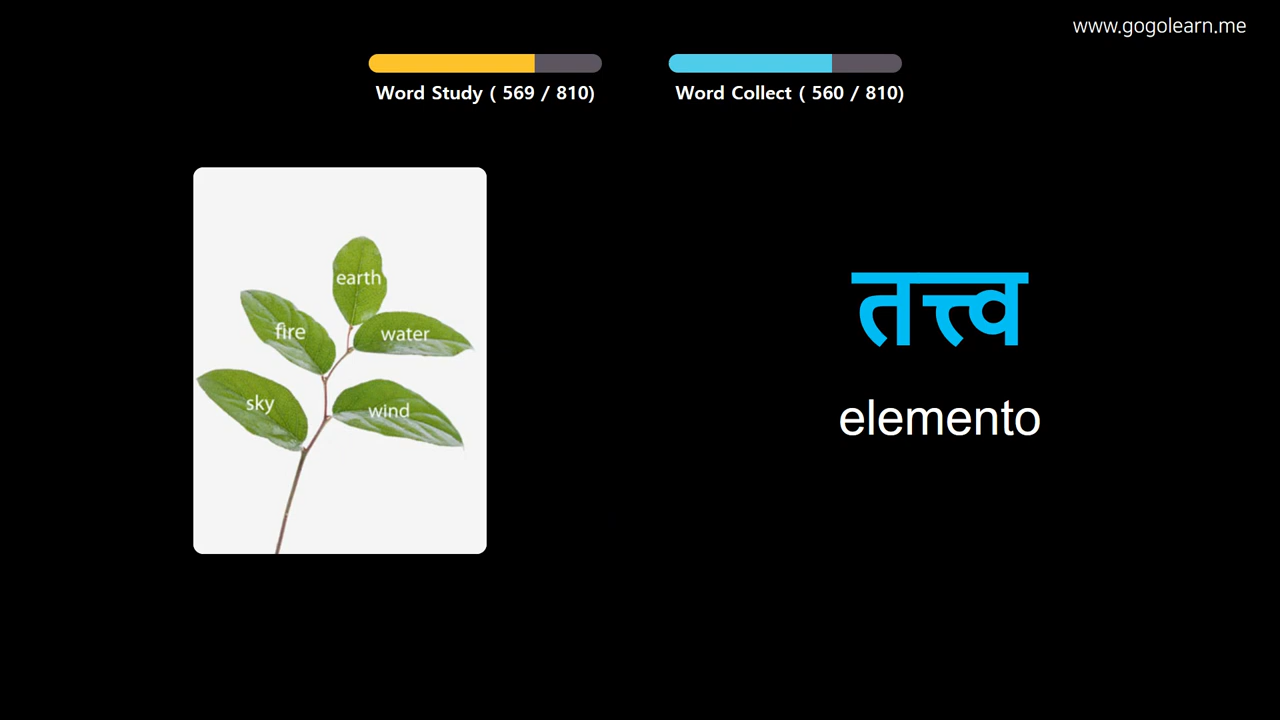 www.gogolearn.me
Word Study ( 569 / 810)
Word Collect ( 560 / 810)
earth
fire
water
sky
wind
तत्त्व
elemento